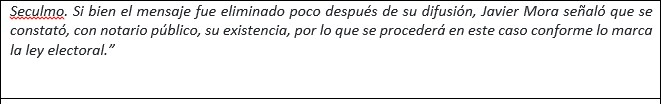 Seculmo. Si bien el mensaje fue eliminado poco después de su difusión, Javier Mora señaló que se
constató, con notario público, su existencia, por lo que se procederá en este caso conforme lo marca
la ley electoral.”